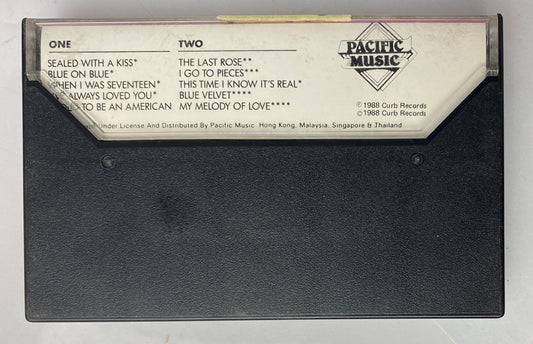 ONE
SEALED WITH A KISS*
BLUE ON BLUE*
WHEN I WAS SEVENTEEN*
ALWAYS LOVED YOU*
TO BE AN AMERICAN
TWO
THE LAST ROSE**
I GO TO PIECES***
THIS TIME I KNOW IT'S REAL*
BLUE VELVET****
MY MELODY OF LOVE****
PACIFIC
MUSIC
℗ 1988 Curb Records
© 1988 Curb Records
Under License And Distributed By Pacific Music Hong Kong, Malaysia, Singapore & Thailand